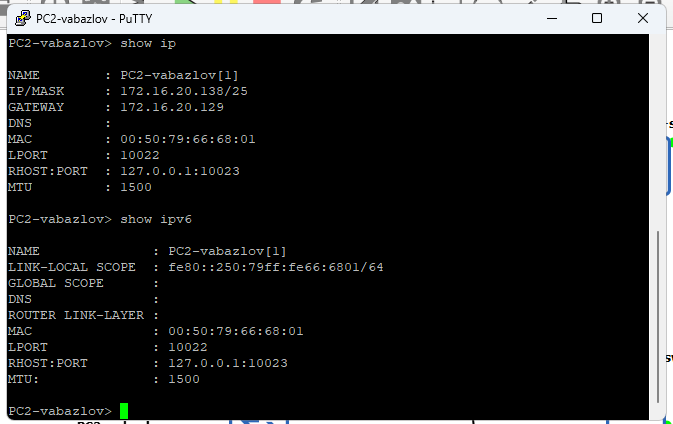 PC2-vabazlov - PuTTY
PC2-vabazlov> show ip
NAME        : PC2-vabazlov[1]
IP/MASK     : 172.16.20.138/25
GATEWAY     : 172.16.20.129
DNS         :
MAC         : 00:50:79:66:68:01
LPORT       : 10022
RHOST:PORT  : 127.0.0.1:10023
MTU         : 1500
PC2-vabazlov> show ipv6
NAME              : PC2-vabazlov[1]
LINK-LOCAL SCOPE  : fe80::250:79ff:fe66:6801/64
GLOBAL SCOPE      :
DNS               :
ROUTER LINK-LAYER :
MAC               : 00:50:79:66:68:01
LPORT             : 10022
RHOST:PORT        : 127.0.0.1:10023
MTU:              : 1500
PC2-vabazlov>